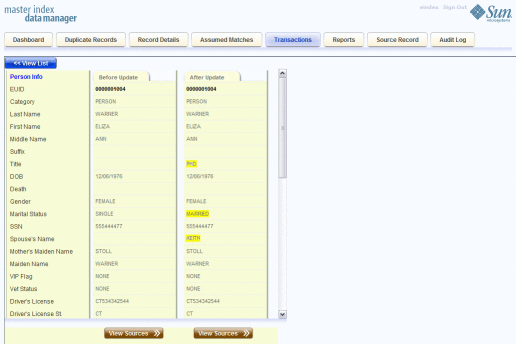 master index
data manager
eindex Sign Out
Sun
microsystems
Dashboard Duplicate Records Record Details Assumed Matches Transactions Reports Source Record Audit Log
<< View List
Person Info Before Update After Update
EUID 0000001004 0000001004
Category PERSON PERSON
Last Name WARNER WARNER
First Name ELIZA ELIZA
Middle Name ANN ANN
Suffix
Title PHD
DOB 12/06/1976 12/06/1976
Death
Gender FEMALE FEMALE
Marital Status SINGLE MARRIED
SSN 555444477 555444477
Spouse's Name KEITH
Mother's Maiden Name STOLL STOLL
Maiden Name WARNER WARNER
VIP Flag NONE NONE
Vet Status NONE NONE
Driver's License CT534342544 CT534342544
Driver's License St CT CT
View Sources >> View Sources >>